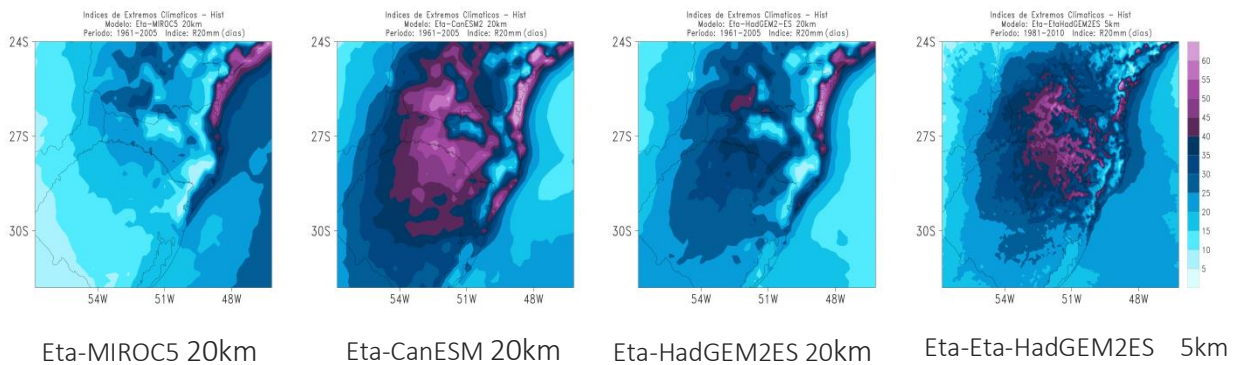 Indices de Extremos Climaticos - Hist
Modelo: Eta-MIROC5 20km
Periodo: 1961-2005 Indice: R20mm (dias)
24S
27S
30S
54W 51W 48W
Eta-MIROC5 20km
Indices de Extremos Climaticos - Hist
Modelo: Eta-CanESM2 20km
Periodo: 1961-2005 Indice: R20mm (dias)
24S
27S
30S
54W 51W 48W
Eta-CanESM 20km
Indices de Extremos Climaticos - Hist
Modelo: Eta-HadGEM2-ES 20km
Periodo: 1961-2005 Indice: R20mm (dias)
24S
27S
30S
54W 51W 48W
Eta-HadGEM2ES 20km
Indices de Extremos Climaticos - Hist
Modelo: Eta-EtaHadGEM2ES 5km
Periodo: 1981-2010 Indice: R20mm (dias)
24S
27S
30S
54W 51W 48W
60
55
50
45
40
35
30
25
20
15
10
5
Eta-Eta-HadGEM2ES 5km